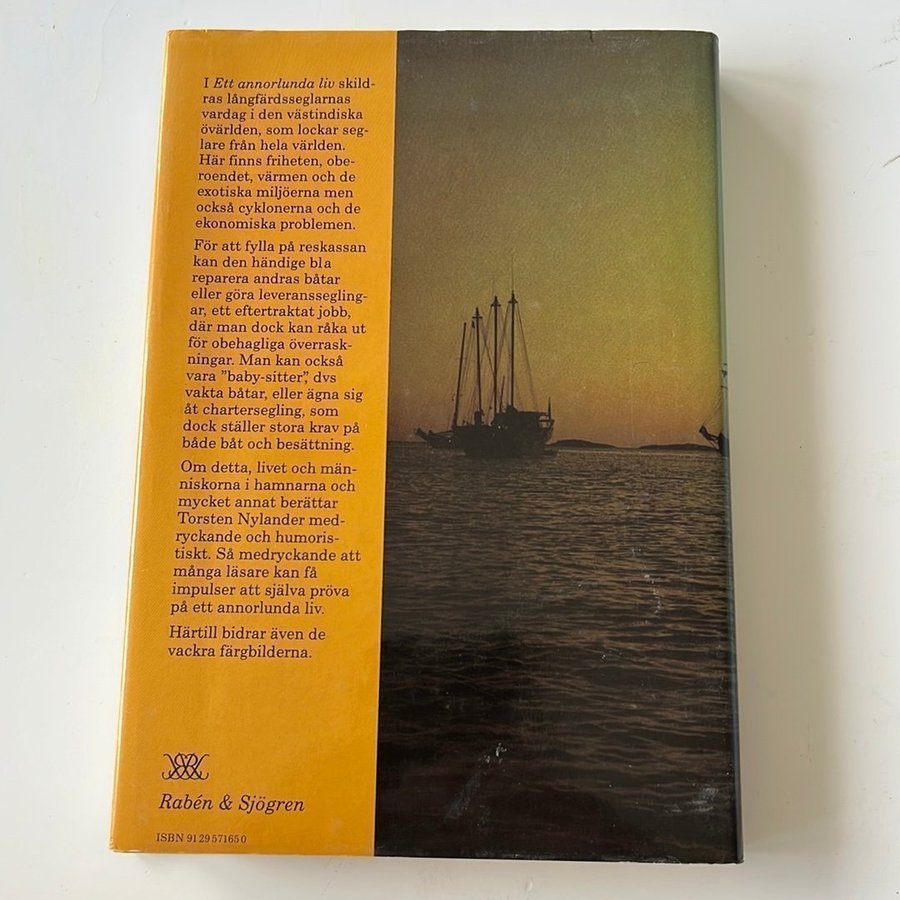 I Ett annorlunda liv skild-
ras långfärdsseglarnas
vardag i den västindiska
övärlden, som lockar seg-
lare från hela världen.
Här finns friheten, obe-
roendet, värmen och de
exotiska miljöerna men
också cyklonerna och de
ekonomiska problemen.
För att fylla på reskassan
kan den händige bla
reparera andras båtar
eller göra leveranssegling-
ar, ett eftertraktat jobb,
där man dock kan råka ut
för obehagliga överrask-
ningar. Man kan också
vara ”baby-sitter”, dvs
vakta båtar, eller ägna sig
åt chartersegling, som
dock ställer stora krav på
både båt och besättning.
Om detta, livet och män-
niskorna i hamnarna och
mycket annat berättar
Torsten Nylander med-
ryckande och humoris-
tiskt. Så medryckande att
många läsare kan få
impulser att själva pröva
på ett annorlunda liv.
Härtill bidrar även de
vackra färgbilderna.
Rabén & Sjögren
ISBN 91 29 57165 0